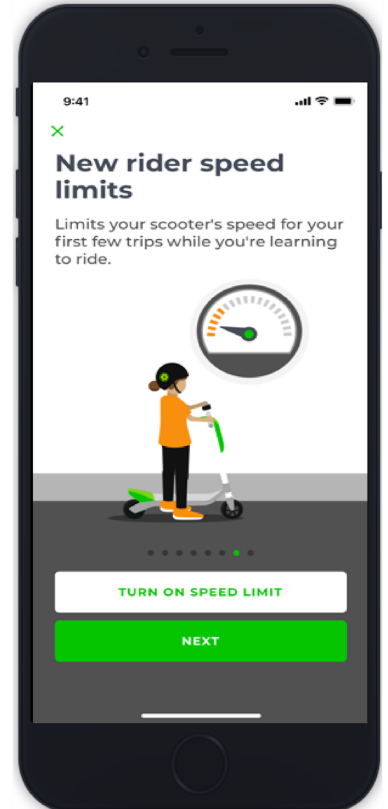 9:41
New rider speed
limits
Limits your scooter's speed for your
first few trips while you're learning
to ride.
TURN ON SPEED LIMIT
NEXT